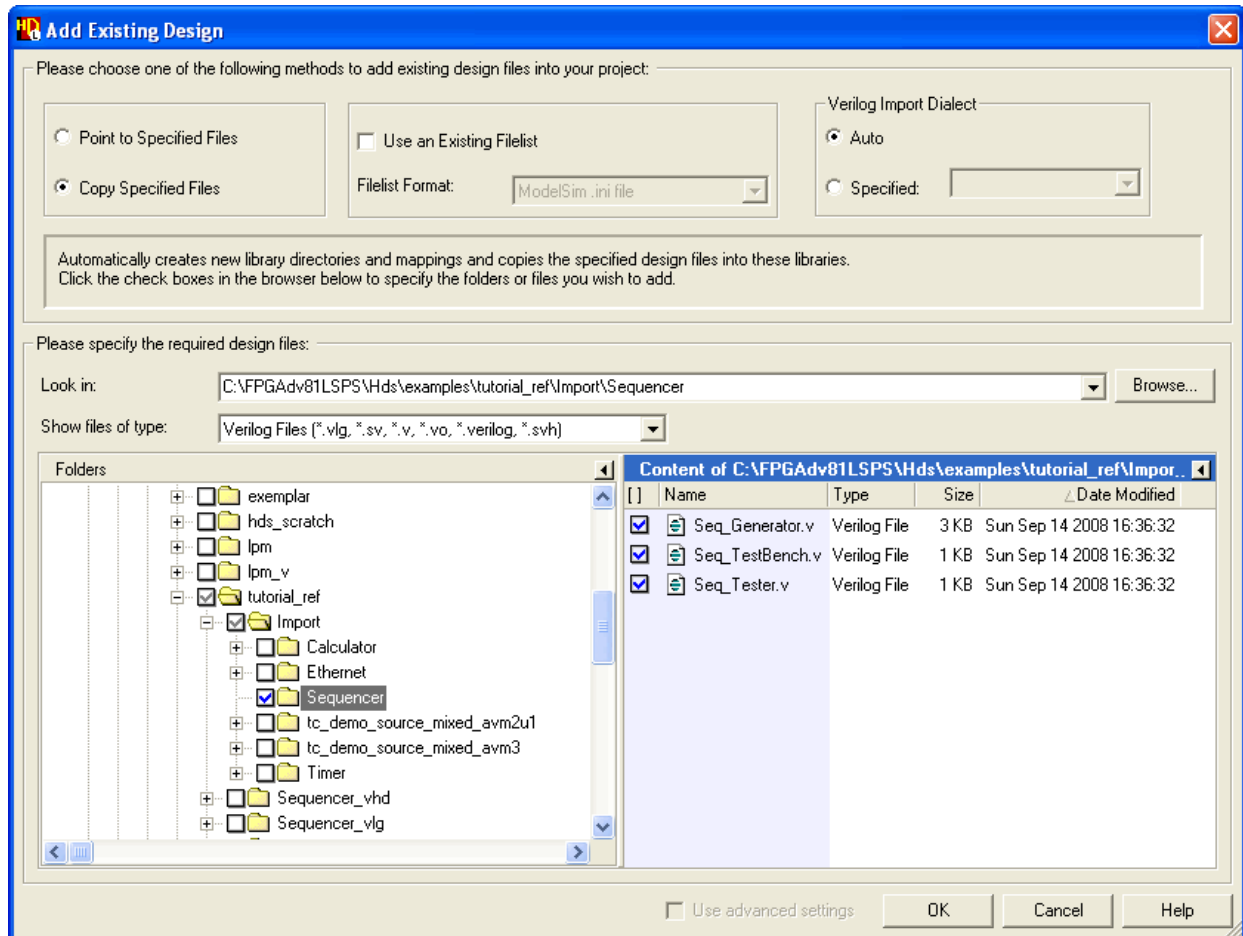 Add Existing Design
Please choose one of the following methods to add existing design files into your project:
Point to Specified Files
Copy Specified Files
Use an Existing Filelist
Filelist Format: ModelSim .ini file
Verilog Import Dialect
Auto
Specified:
Automatically creates new library directories and mappings and copies the specified design files into these libraries.
Click the check boxes in the browser below to specify the folders or files you wish to add.
Please specify the required design files:
Look in: C:\FPGAdv81LSPS\Hds\examples\tutorial_ref\Import\Sequencer Browse...
Show files of type: Verilog Files (*.vlg, *.sv, *.v, *.vo, *.verilog, *.svh)
Folders
exemplar
hds_scratch
lpm
lpm_v
tutorial_ref
Import
Calculator
Ethernet
Sequencer
tc_demo_source_mixed_avm2u1
tc_demo_source_mixed_avm3
Timer
Sequencer_vhd
Sequencer_vlg
Content of C:\FPGAdv81LSPS\Hds\examples\tutorial_ref\Impor..
[ ] Name Type Size Date Modified
Seq_Generator.v Verilog File 3 KB Sun Sep 14 2008 16:36:32
Seq_TestBench.v Verilog File 1 KB Sun Sep 14 2008 16:36:32
Seq_Tester.v Verilog File 1 KB Sun Sep 14 2008 16:36:32
Use advanced settings OK Cancel Help